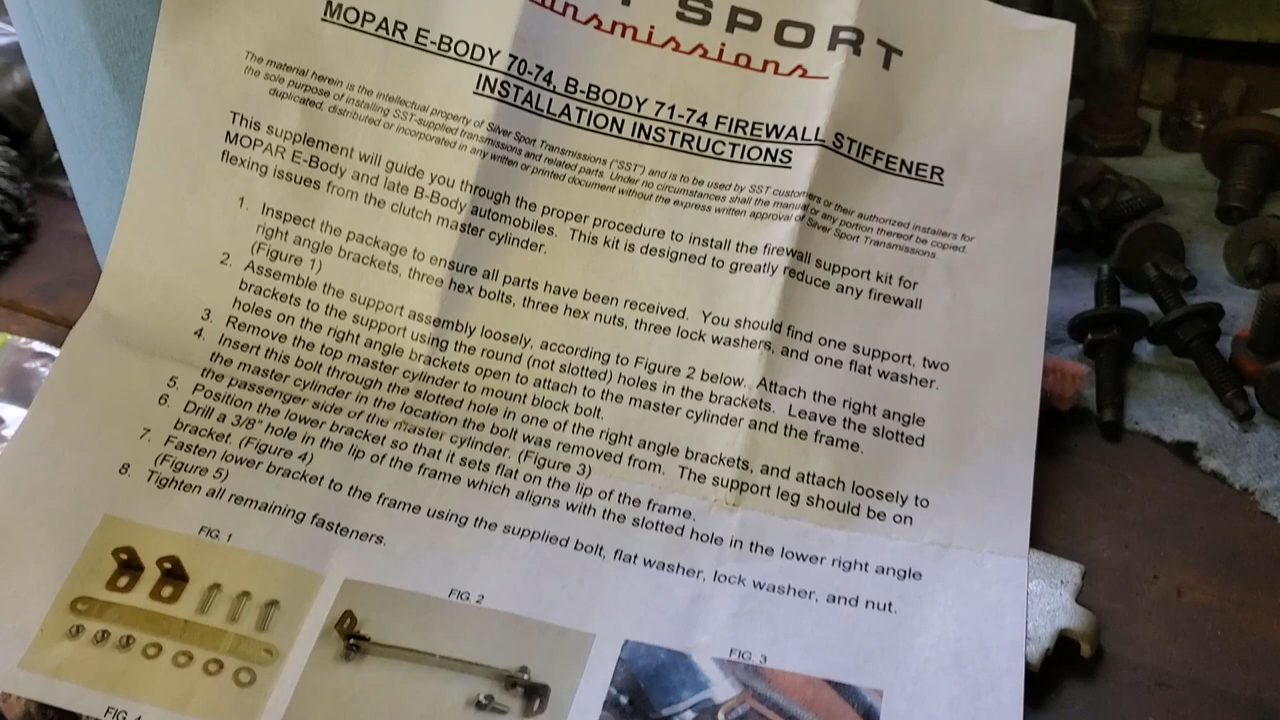 SPORT
Transmissions
MOPAR E-BODY 70-74, B-BODY 71-74 FIREWALL STIFFENER
INSTALLATION INSTRUCTIONS
The material herein is the intellectual property of Silver Sport Transmissions ("SST") and is to be used by SST customers or their authorized installers for
the sole purpose of installing SST-supplied transmissions and related parts. Under no circumstances shall the manual or any portion thereof be copied,
duplicated, distributed or incorporated in any written or printed document without the express written approval of Silver Sport Transmissions.
This supplement will guide you through the proper procedure to install the firewall support kit for
MOPAR E-Body and late B-Body automobiles. This kit is designed to greatly reduce any firewall
flexing issues from the clutch master cylinder.
1. Inspect the package to ensure all parts have been received. You should find one support, two
right angle brackets, three hex bolts, three hex nuts, three lock washers, and one flat washer.
(Figure 1)
2. Assemble the support assembly loosely, according to Figure 2 below. Attach the right angle
brackets to the support using the round (not slotted) holes in the brackets. Leave the slotted
holes on the right angle brackets open to attach to the master cylinder and the frame.
3. Remove the top master cylinder to mount block bolt.
4. Insert this bolt through the slotted hole in one of the right angle brackets, and attach loosely to
the master cylinder in the location the bolt was removed from. The support leg should be on
the passenger side of the master cylinder. (Figure 3)
5. Position the lower bracket so that it sets flat on the lip of the frame.
6. Drill a 3/8" hole in the lip of the frame which aligns with the slotted hole in the lower right angle
bracket. (Figure 4)
7. Fasten lower bracket to the frame using the supplied bolt, flat washer, lock washer, and nut.
(Figure 5)
8. Tighten all remaining fasteners.
FIG. 1
FIG. 2
FIG. 3
FIG. 4